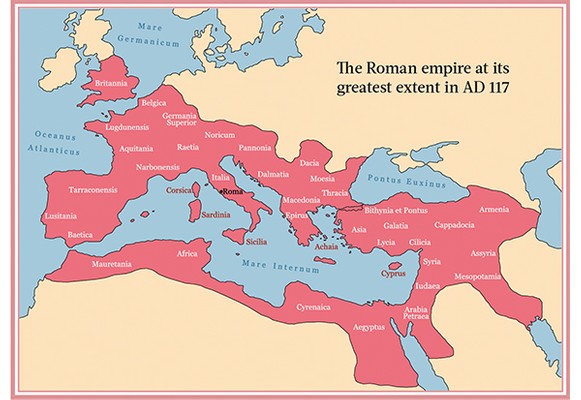 Mare
Germanicum
The Roman empire at its
greatest extent in AD 117
Britannia
Belgica
Germania
Superior
Lugdunensis
Noricum
Oceanus
Atlanticus
Aquitania
Raetia
Pannonia
Narbonensis
Dacia
Italia
Dalmatia
Moesia
Pontus Euxinus
Tarraconensis
Corsica
Roma
Thracia
Macedonia
Lusitania
Sardinia
Epirus
Bithynia et Pontus
Armenia
Baetica
Asia
Galatia
Cappadocia
Sicilia
Achaia
Lycia
Cilicia
Mauretania
Africa
Mare Internum
Syria
Assyria
Cyprus
Mesopotamia
Iudaea
Cyrenaica
Arabia
Petraea
Aegyptus